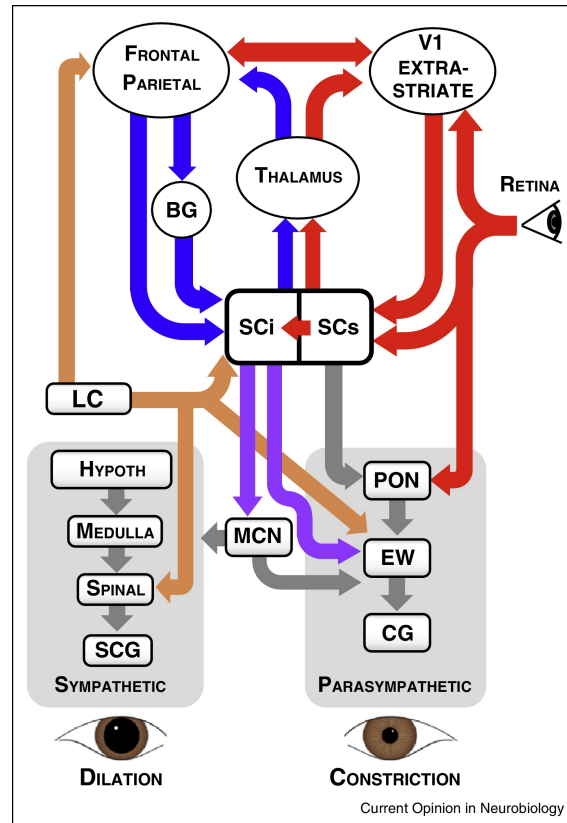 FRONTAL
PARIETAL
V1
EXTRA-
STRIATE
THALAMUS
RETINA
BG
SCi
SCs
LC
HYPOTH
PON
MEDULLA
MCN
EW
SPINAL
CG
SCG
SYMPATHETIC
PARASYMPATHETIC
DILATION
CONSTRICTION
Current Opinion in Neurobiology